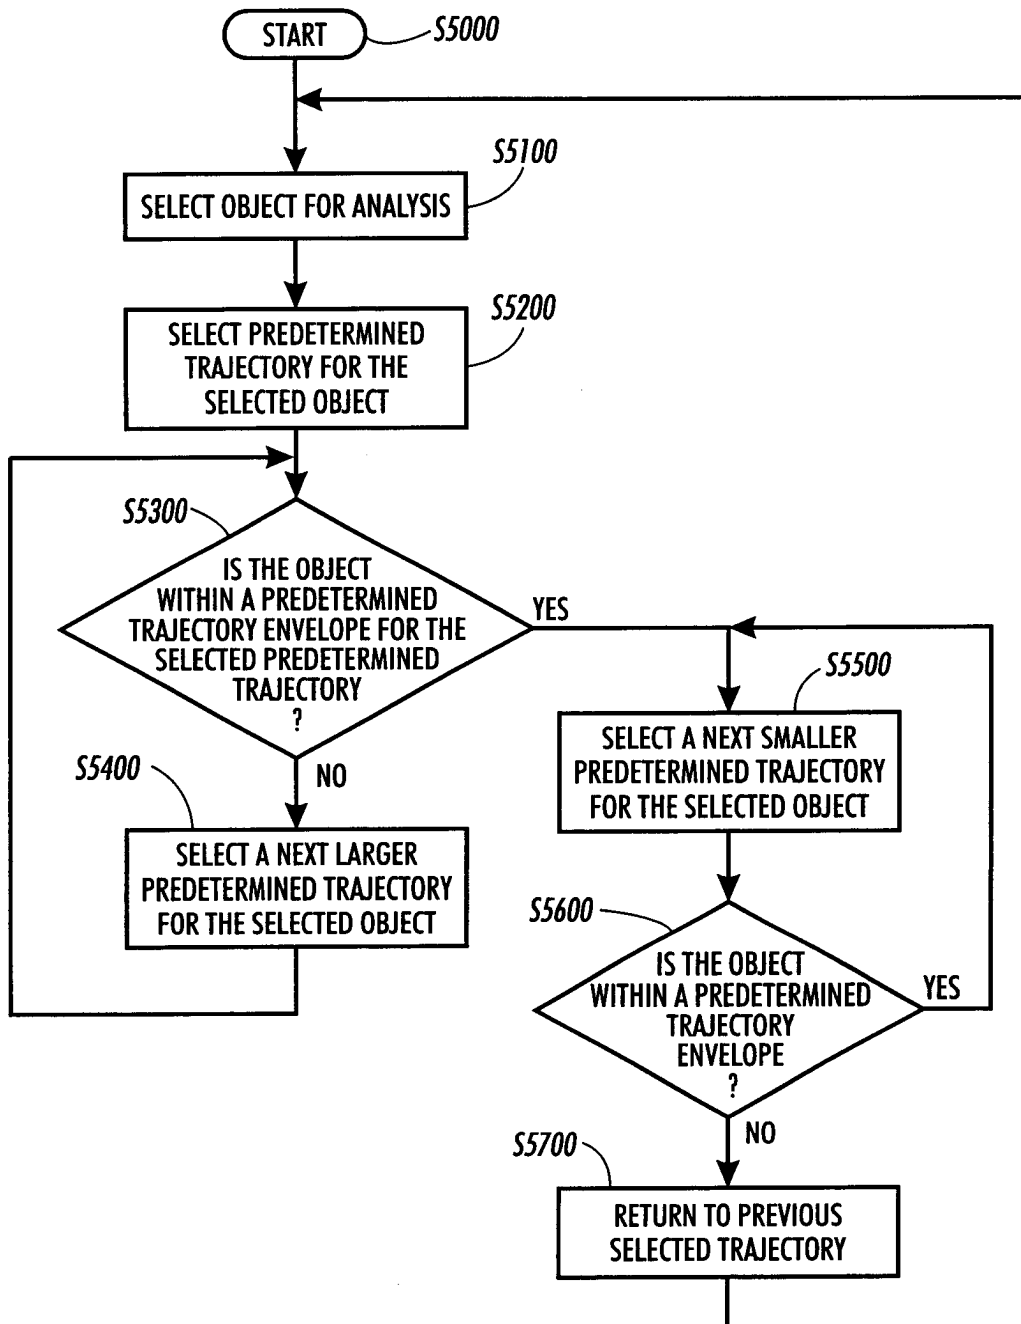 START
S5000
S5100
SELECT OBJECT FOR ANALYSIS
S5200
SELECT PREDETERMINED
TRAJECTORY FOR THE
SELECTED OBJECT
S5300
IS THE OBJECT
WITHIN A PREDETERMINED
TRAJECTORY ENVELOPE FOR THE
SELECTED PREDETERMINED
TRAJECTORY
?
YES
NO
S5400
SELECT A NEXT LARGER
PREDETERMINED TRAJECTORY
FOR THE SELECTED OBJECT
S5500
SELECT A NEXT SMALLER
PREDETERMINED TRAJECTORY
FOR THE SELECTED OBJECT
S5600
IS THE OBJECT
WITHIN A PREDETERMINED
TRAJECTORY
ENVELOPE
?
YES
NO
S5700
RETURN TO PREVIOUS
SELECTED TRAJECTORY